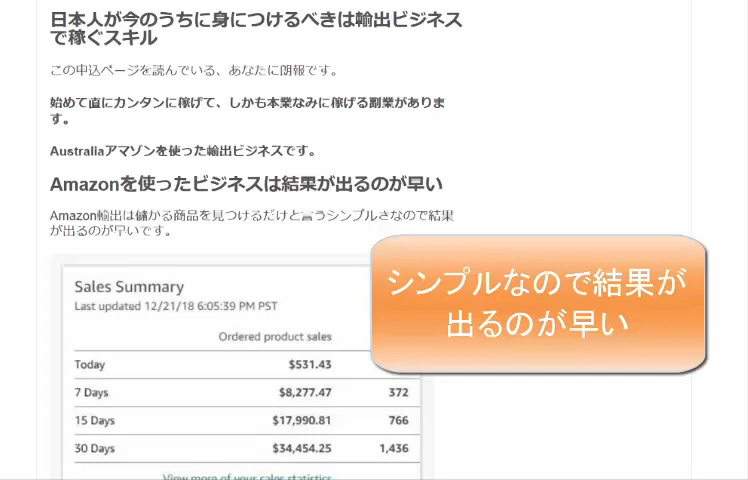 日本人が今のうちに身につけるべきは輸出ビジネス
で稼ぐスキル
この申込ページを読んでいる、あなたに朗報です。
始めて直にカンタンに稼げて、しかも本業なみに稼げる副業がありま
す。
Australiaアマゾンを使った輸出ビジネスです。
Amazonを使ったビジネスは結果が出るのが早い
Amazon輸出は儲かる商品を見つけるだけと言うシンプルさなので結果
が出るのが早いです。
シンプルなので結果が
出るのが早い
Sales Summary
Last updated 12/21/18 6:05:39 PM PST
Ordered product sales
Today $531.43
7 Days $8,277.47 372
15 Days $17,990.81 766
30 Days $34,454.25 1,436
View more of your sales statistics